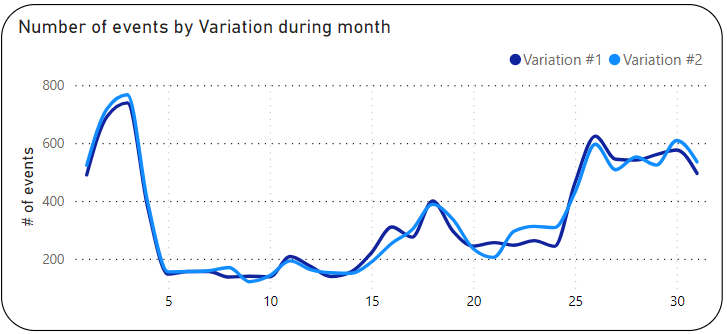 Number of events by Variation during month
Variation #1 Variation #2
# of events
800
600
400
200
5 10 15 20 25 30